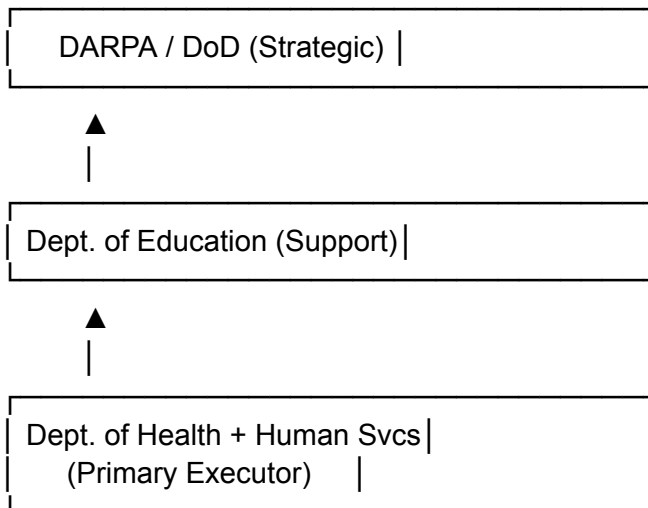 DARPA / DoD (Strategic)
Dept. of Education (Support)
Dept. of Health + Human Svcs
(Primary Executor)